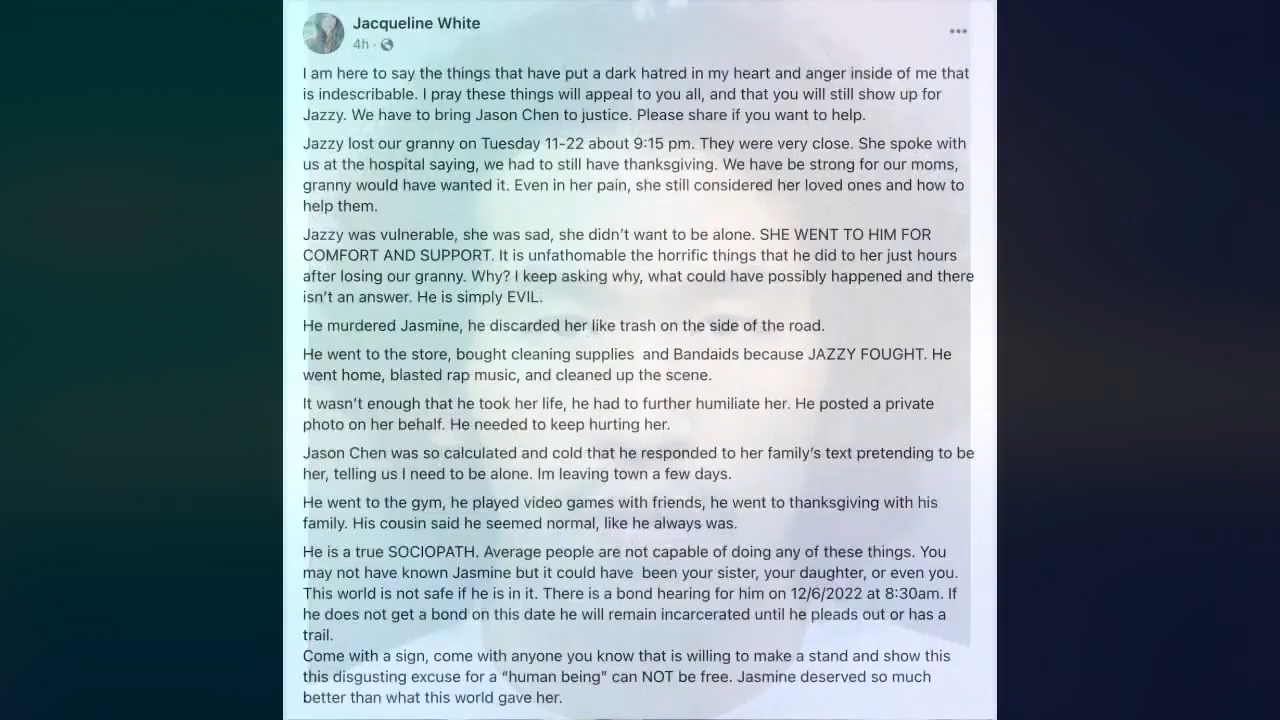 Jacqueline White
4h ·
I am here to say the things that have put a dark hatred in my heart and anger inside of me that
is indescribable. I pray these things will appeal to you all, and that you will still show up for
Jazzy. We have to bring Jason Chen to justice. Please share if you want to help.
Jazzy lost our granny on Tuesday 11-22 about 9:15 pm. They were very close. She spoke with
us at the hospital saying, we had to still have thanksgiving. We have be strong for our moms,
granny would have wanted it. Even in her pain, she still considered her loved ones and how to
help them.
Jazzy was vulnerable, she was sad, she didn't want to be alone. SHE WENT TO HIM FOR
COMFORT AND SUPPORT. It is unfathomable the horrific things that he did to her just hours
after losing our granny. Why? I keep asking why, what could have possibly happened and there
isn't an answer. He is simply EVIL.
He murdered Jasmine, he discarded her like trash on the side of the road.
He went to the store, bought cleaning supplies  and Bandaids because JAZZY FOUGHT. He
went home, blasted rap music, and cleaned up the scene.
It wasn't enough that he took her life, he had to further humiliate her. He posted a private
photo on her behalf. He needed to keep hurting her.
Jason Chen was so calculated and cold that he responded to her family's text pretending to be
her, telling us I need to be alone. Im leaving town a few days.
He went to the gym, he played video games with friends, he went to thanksgiving with his
family. His cousin said he seemed normal, like he always was.
He is a true SOCIOPATH. Average people are not capable of doing any of these things. You
may not have known Jasmine but it could have  been your sister, your daughter, or even you.
This world is not safe if he is in it. There is a bond hearing for him on 12/6/2022 at 8:30am. If
he does not get a bond on this date he will remain incarcerated until he pleads out or has a
trail.
Come with a sign, come with anyone you know that is willing to make a stand and show this
this disgusting excuse for a “human being” can NOT be free. Jasmine deserved so much
better than what this world gave her.